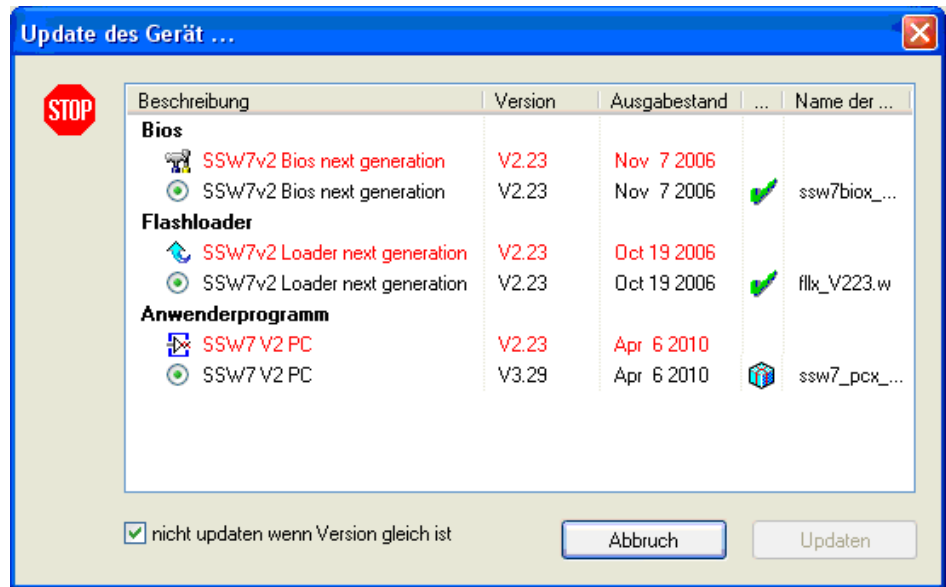 Update des Gerät ...
STOP
Beschreibung Version Ausgabestand ... Name der ...
Bios
SSW7v2 Bios next generation V2.23 Nov 7 2006
SSW7v2 Bios next generation V2.23 Nov 7 2006 ssw7biox_...
Flashloader
SSW7v2 Loader next generation V2.23 Oct 19 2006
SSW7v2 Loader next generation V2.23 Oct 19 2006 fllx_V223.w
Anwenderprogramm
SSW7 V2 PC V2.23 Apr 6 2010
SSW7 V2 PC V3.29 Apr 6 2010 ssw7_pcx_...
nicht updaten wenn Version gleich ist
Abbruch Updaten